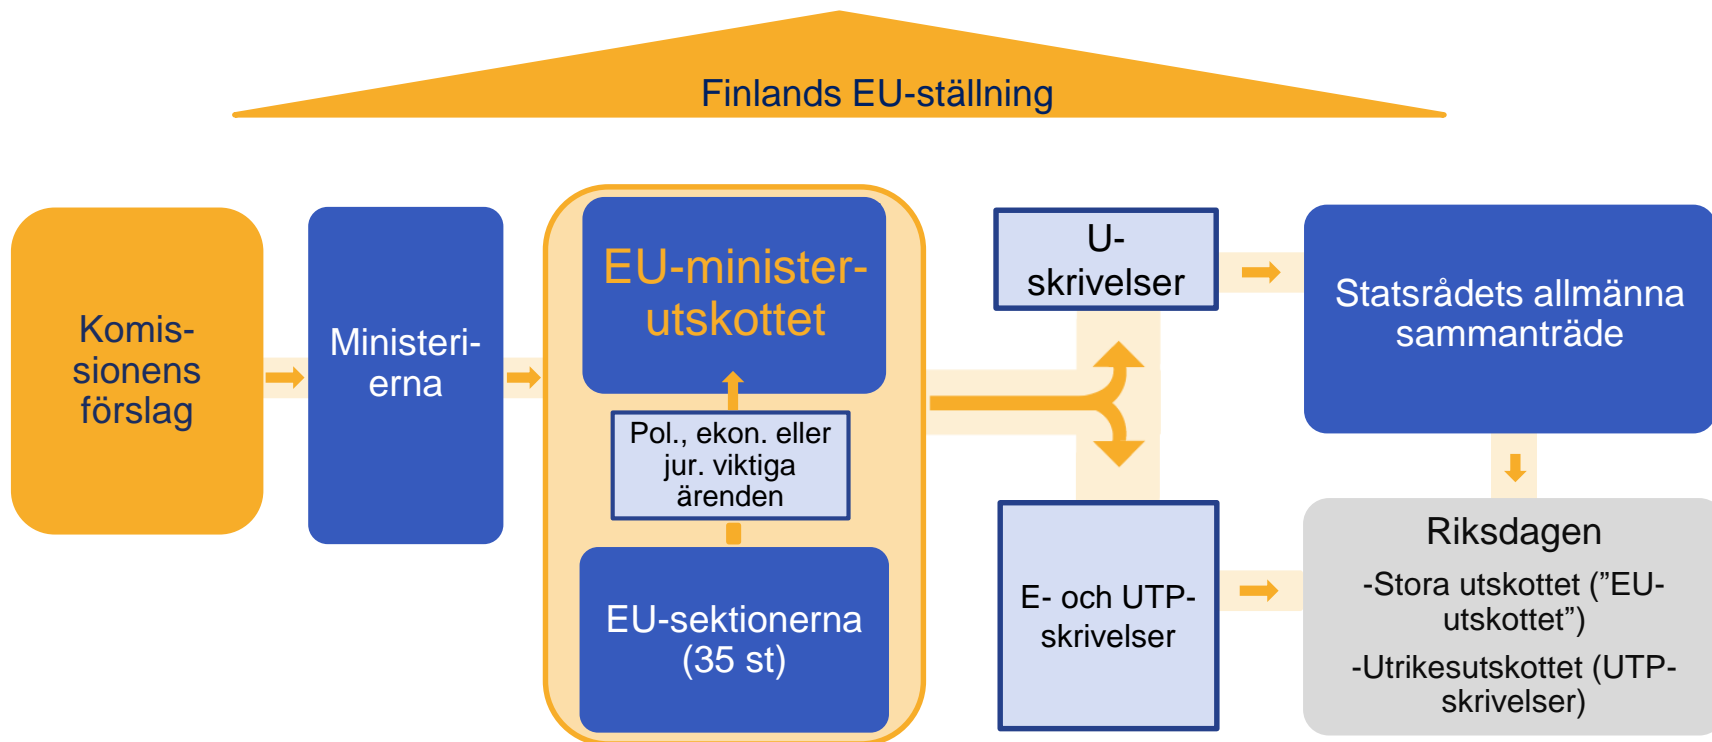 Finlands EU-ställning
Komis-
sionens
förslag
Ministeri-
erna
EU-minister-
utskottet
Pol., ekon. eller
jur. viktiga
ärenden
EU-sektionerna
(35 st)
U-
skrivelser
E- och UTP-
skrivelser
Statsrådets allmänna
sammanträde
Riksdagen
-Stora utskottet (”EU-
utskottet”)
-Utrikesutskottet (UTP-
skrivelser)